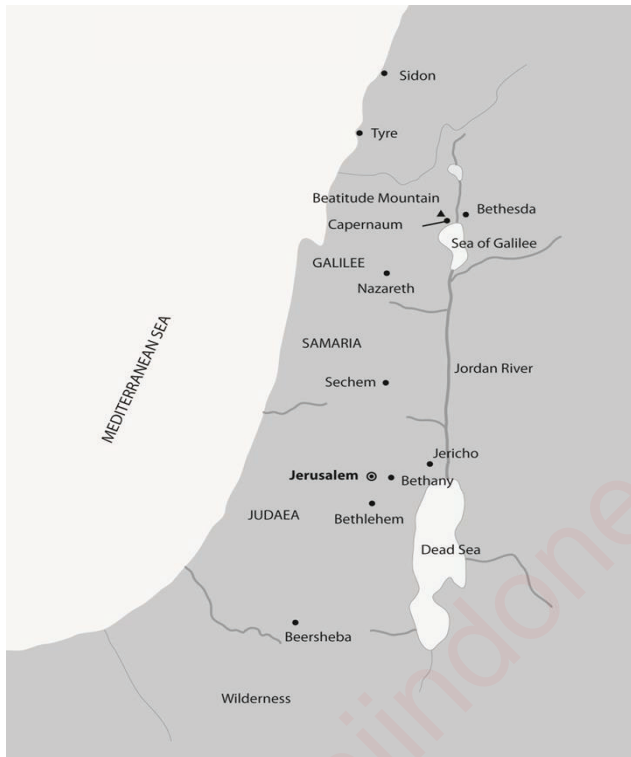 Sidon
Tyre
Beatitude Mountain
Bethesda
Capernaum
Sea of Galilee
GALILEE
Nazareth
MEDITERRANEAN SEA
SAMARIA
Jordan River
Sechem
Jericho
Jerusalem
Bethany
JUDAEA
Bethlehem
Dead Sea
Beersheba
Wilderness